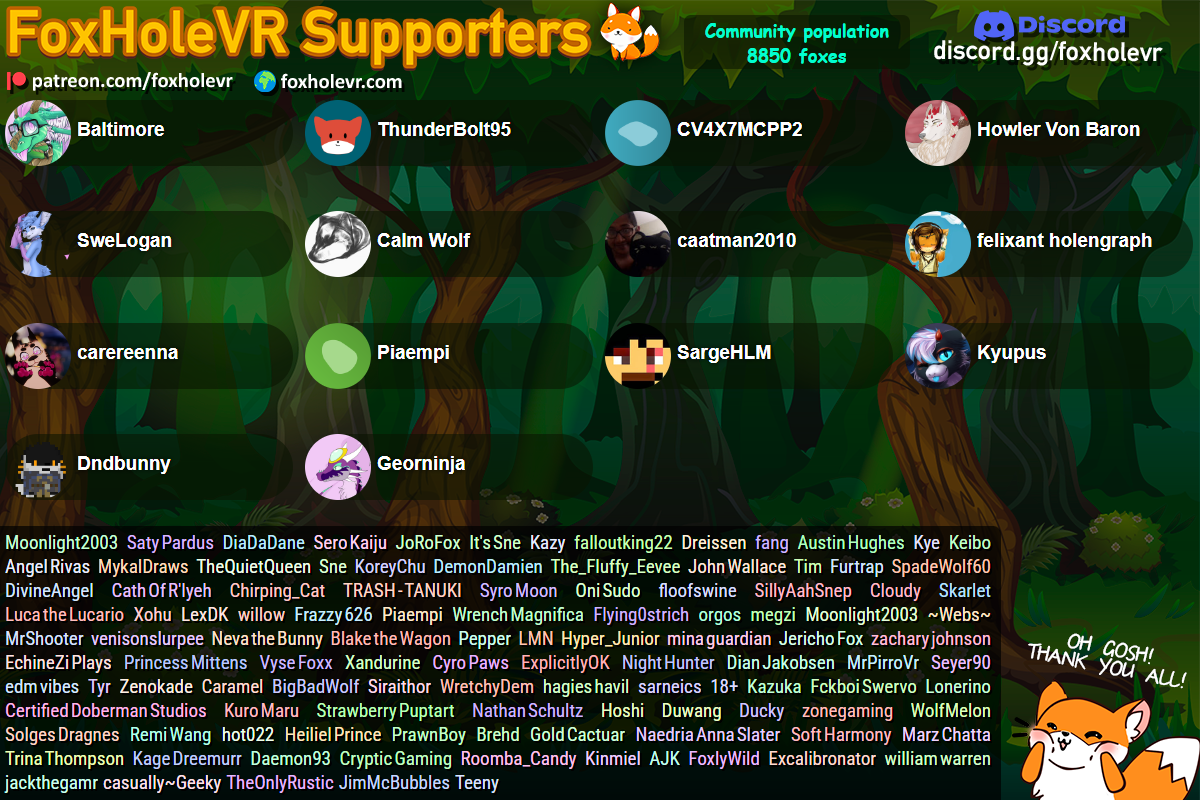 FoxHoleVR Supporters
Community population
8850 foxes
Discord
discord.gg/foxholevr
patreon.com/foxholevr foxholevr.com
Baltimore ThunderBolt95 CV4X7MCPP2 Howler Von Baron
SweLogan Calm Wolf caatman2010 felixant holengraph
carereenna Piaempi SargeHLM Kyupus
Dndbunny Georninja
Moonlight2003 Saty Pardus DiaDaDane Sero Kaiju JoRoFox It's Sne Kazy falloutking22 Dreissen fang Austin Hughes Kye Keibo
Angel Rivas MykalDraws TheQuietQueen Sne KoreyChu DemonDamien The_Fluffy_Eevee John Wallace Tim Furtrap SpadeWolf60
DivineAngel Cath Of R'lyeh Chirping_Cat TRASH-TANUKI Syro Moon Oni Sudo floofswine SillyAahSnep Cloudy Skarlet
Luca the Lucario Xohu LexDK willow Frazzy 626 Piaempi Wrench Magnifica Flying0strich orgos megzi Moonlight2003 ~Webs~
MrShooter venisonslurpee Neva the Bunny Blake the Wagon Pepper LMN Hyper_Junior mina guardian Jericho Fox zachary johnson
EchineZi Plays Princess Mittens Vyse Foxx Xandurine Cyro Paws ExplicitlyOK Night Hunter Dian Jakobsen MrPirroVr Seyer90
edm vibes Tyr Zenokade Caramel BigBadWolf Siraithor WretchyDem hagies havil sarneics 18+ Kazuka Fckboi Swervo Lonerino
Certified Doberman Studios Kuro Maru Strawberry Puptart Nathan Schultz Hoshi Duwang Ducky zonegaming WolfMelon
Solges Dragnes Remi Wang hot022 Heiliel Prince PrawnBoy Brehd Gold Cactuar Naedria Anna Slater Soft Harmony Marz Chatta
Trina Thompson Kage Dreemurr Daemon93 Cryptic Gaming Roomba_Candy Kinmiel AJK FoxlyWild Excalibronator william warren
jackthegamr casually~Geeky TheOnlyRustic JimMcBubbles Teeny
OH GOSH!
THANK YOU ALL!